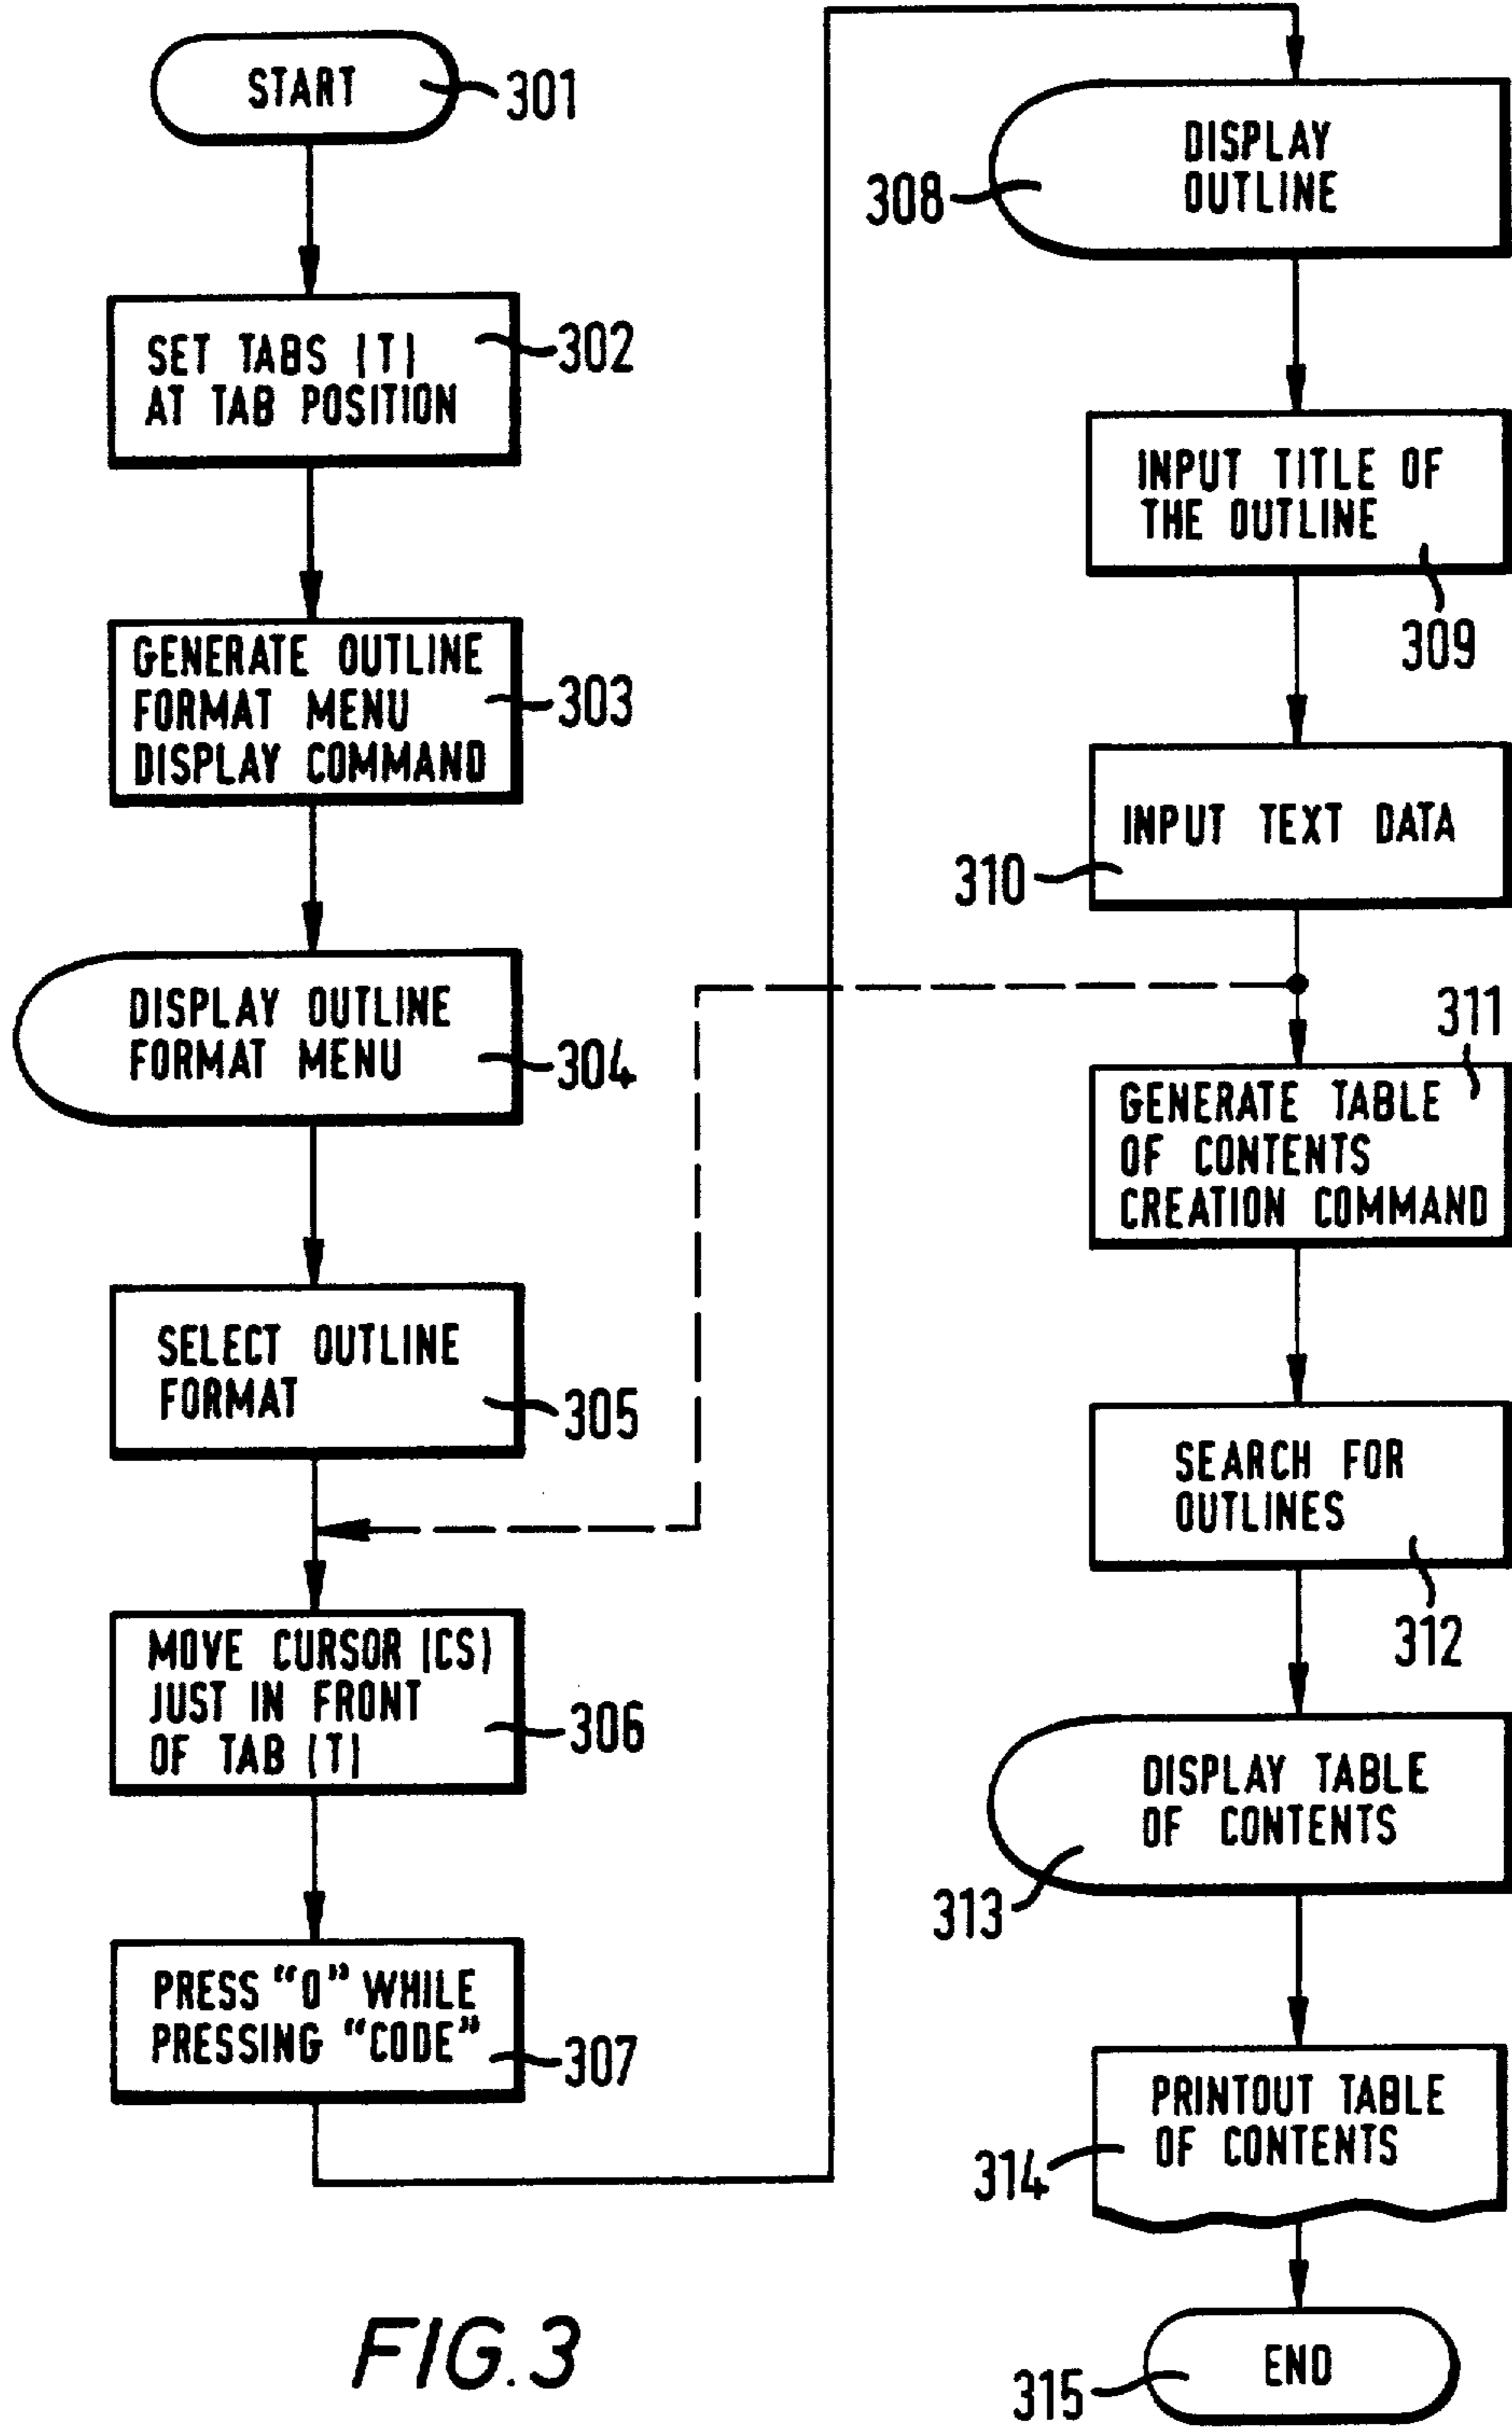 START
301
SET TABS (T)
AT TAB POSITION
302
GENERATE OUTLINE
FORMAT MENU
DISPLAY COMMAND
303
DISPLAY OUTLINE
FORMAT MENU
304
SELECT OUTLINE
FORMAT
305
MOVE CURSOR (CS)
JUST IN FRONT
OF TAB (T)
306
PRESS “O” WHILE
PRESSING “CODE”
307
DISPLAY
OUTLINE
308
INPUT TITLE OF
THE OUTLINE
309
INPUT TEXT DATA
310
311
GENERATE TABLE
OF CONTENTS
CREATION COMMAND
SEARCH FOR
OUTLINES
312
DISPLAY TABLE
OF CONTENTS
313
PRINTOUT TABLE
OF CONTENTS
314
END
315
FIG.3